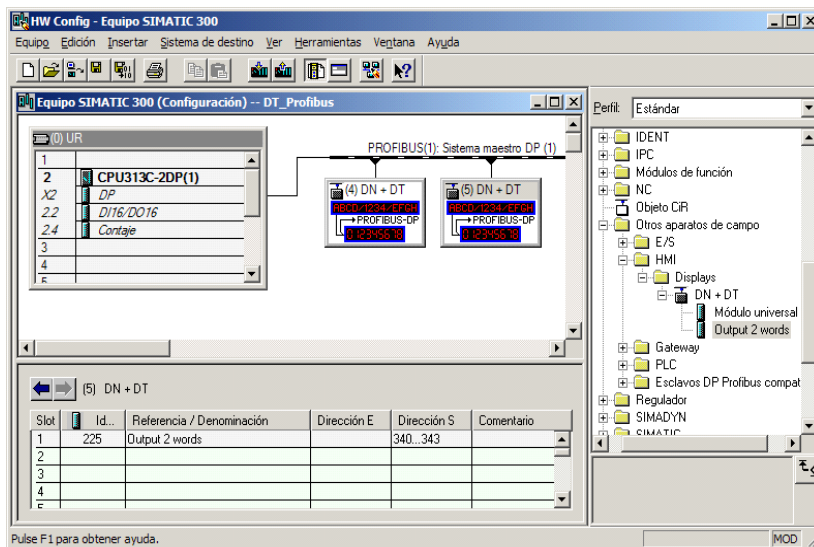 HW Config - Equipo SIMATIC 300
Equipo Edición Insertar Sistema de destino Ver Herramientas Ventana Ayuda
Equipo SIMATIC 300 (Configuración) -- DT_Profibus
(0) UR
1
2 CPU313C-2DP(1)
X2 DP
2.2 DI16/DO16
2.4 Contaje
3
4
PROFIBUS(1): Sistema maestro DP (1)
(4) DN + DT
ABCD/1234/EFGH
PROFIBUS-DP
012345678
(5) DN + DT
ABCD/1234/EFGH
PROFIBUS-DP
012345678
(5) DN + DT
Slot Id... Referencia / Denominación Dirección E Dirección S Comentario
1 225 Output 2 words 340...343
2
3
4
Perfil: Estándar
IDENT
IPC
Módulos de función
NC
Objeto CiR
Otros aparatos de campo
E/S
HMI
Displays
DN + DT
Módulo universal
Output 2 words
Gateway
PLC
Esclavos DP Profibus compat
Regulador
SIMADYN
SIMATIC
Pulse F1 para obtener ayuda.
MOD